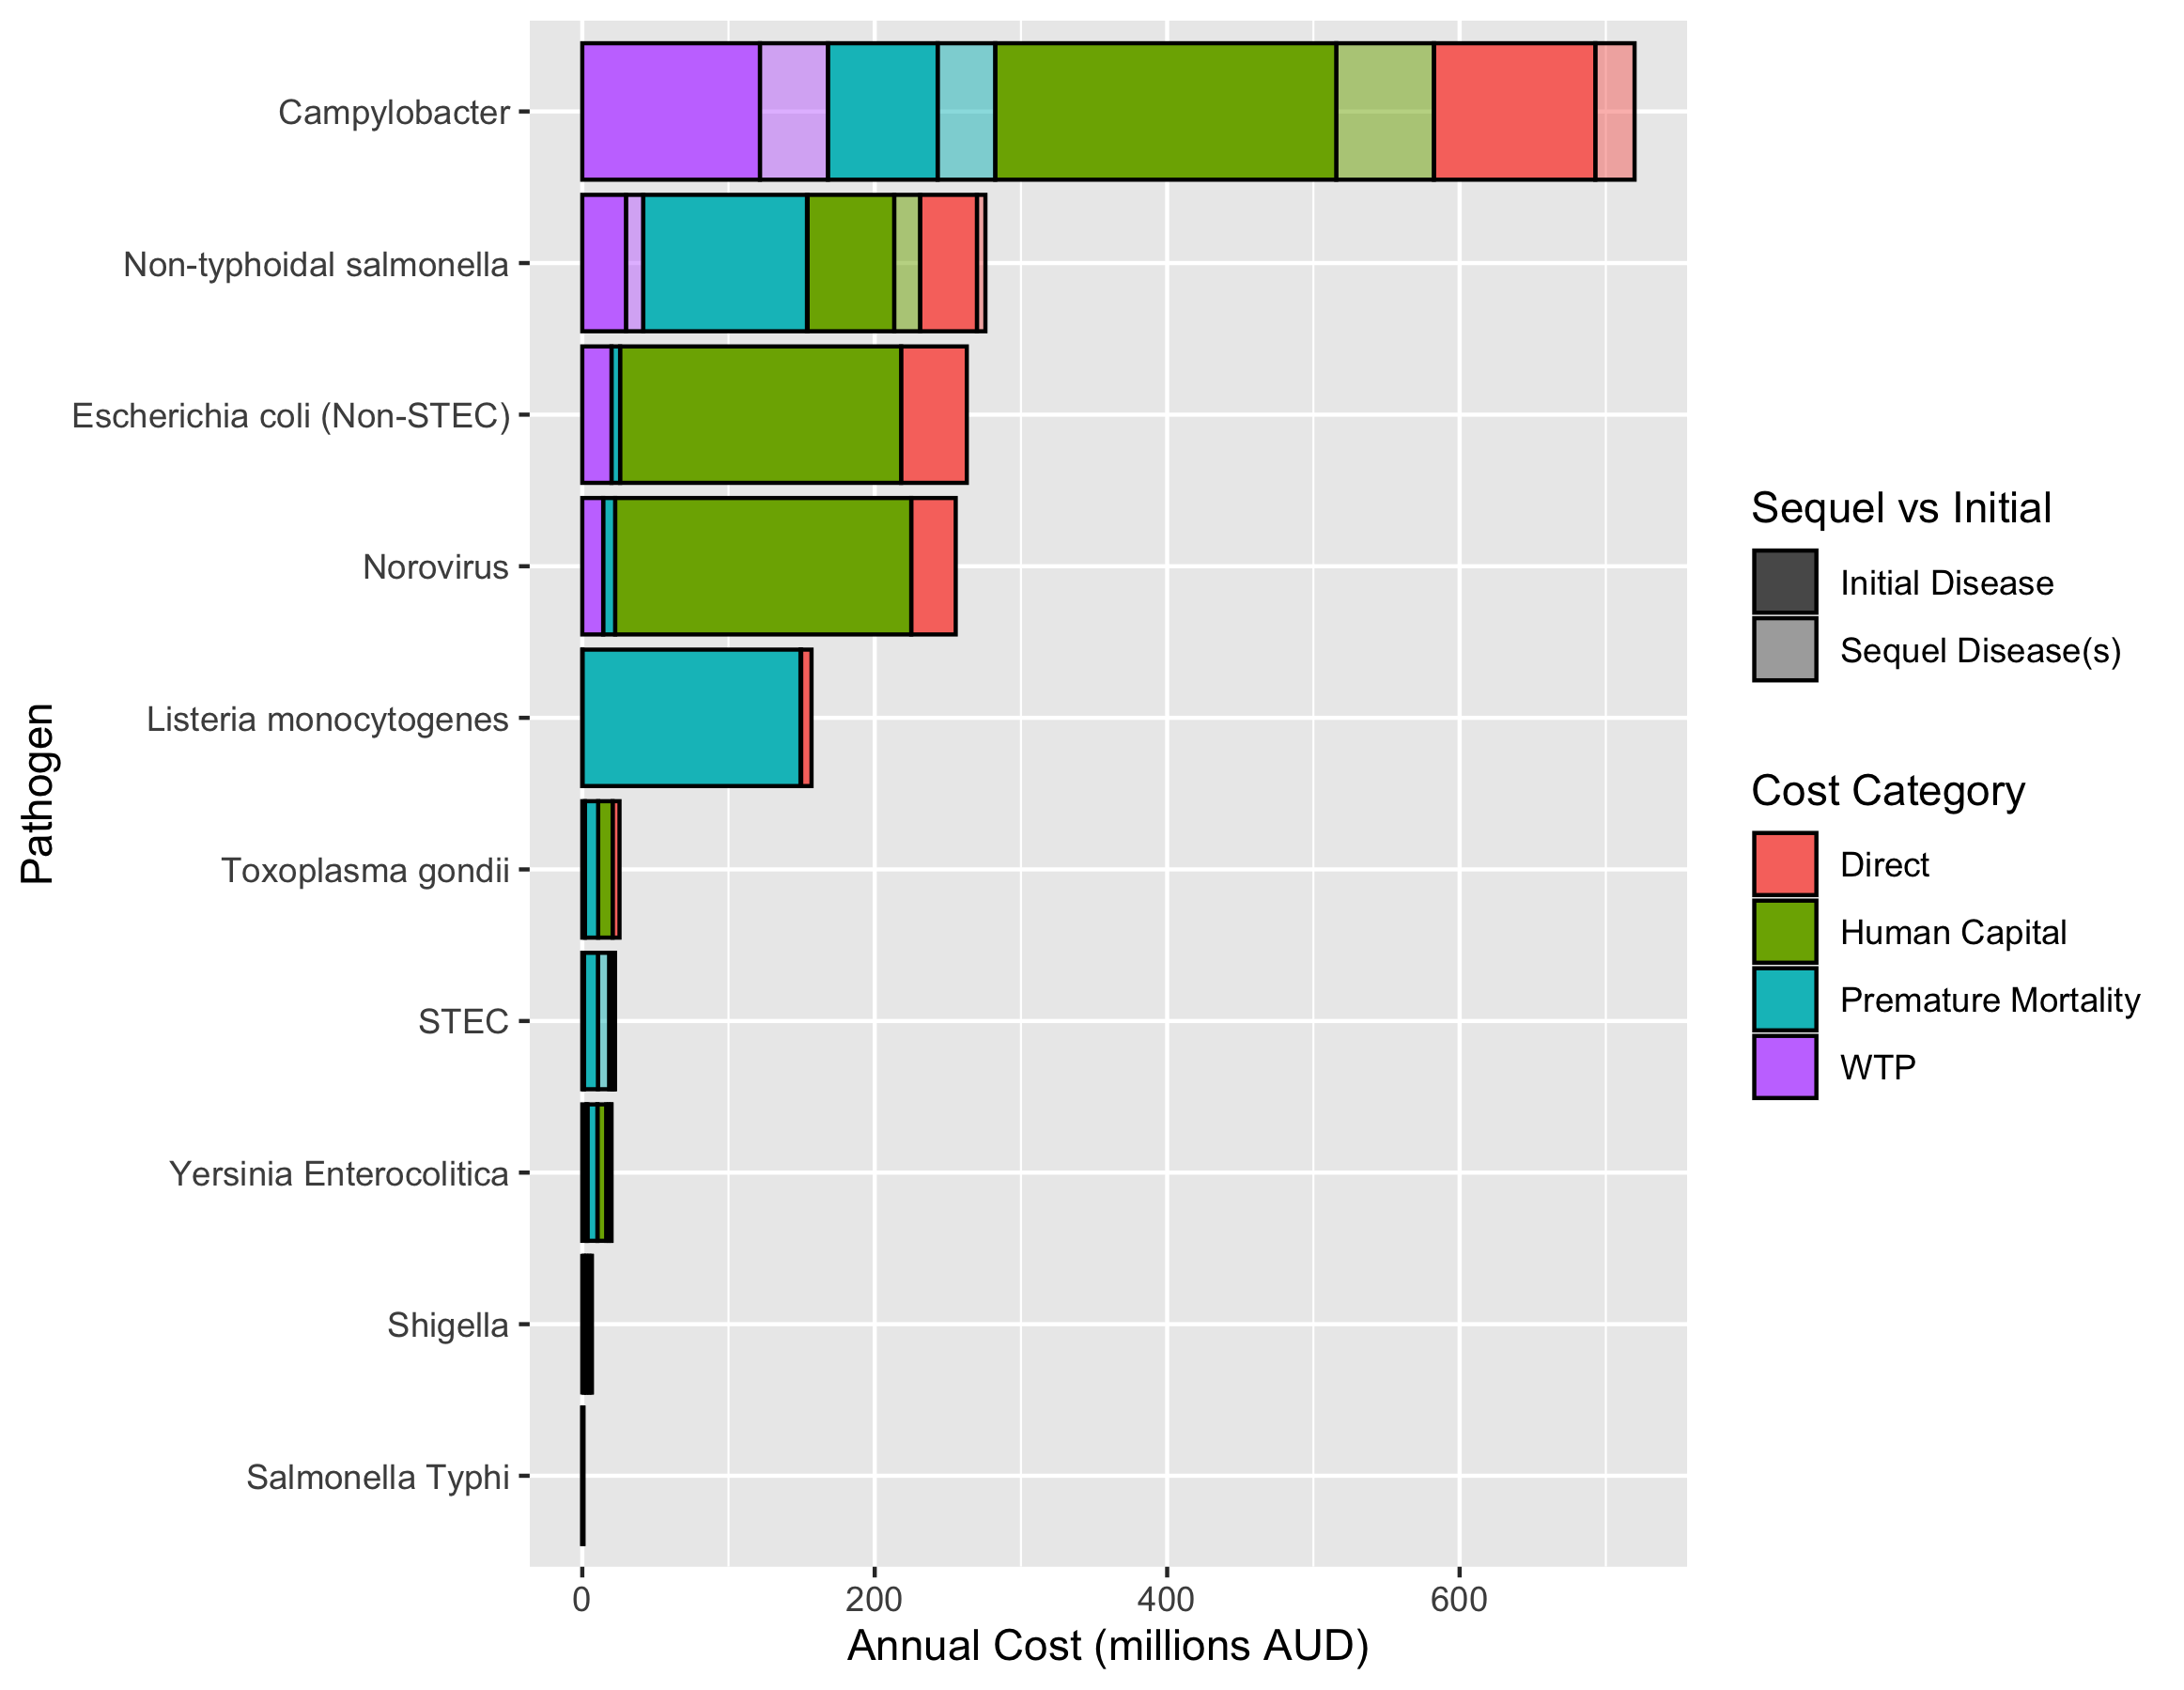 Campylobacter
Non-typhoidal salmonella
Escherichia coli (Non-STEC)
Norovirus
Listeria monocytogenes
Toxoplasma gondii
STEC
Yersinia Enterocolitica
Shigella
Salmonella Typhi
Pathogen
0 200 400 600
Annual Cost (millions AUD)
Sequel vs Initial
Initial Disease
Sequel Disease(s)
Cost Category
Direct
Human Capital
Premature Mortality
WTP